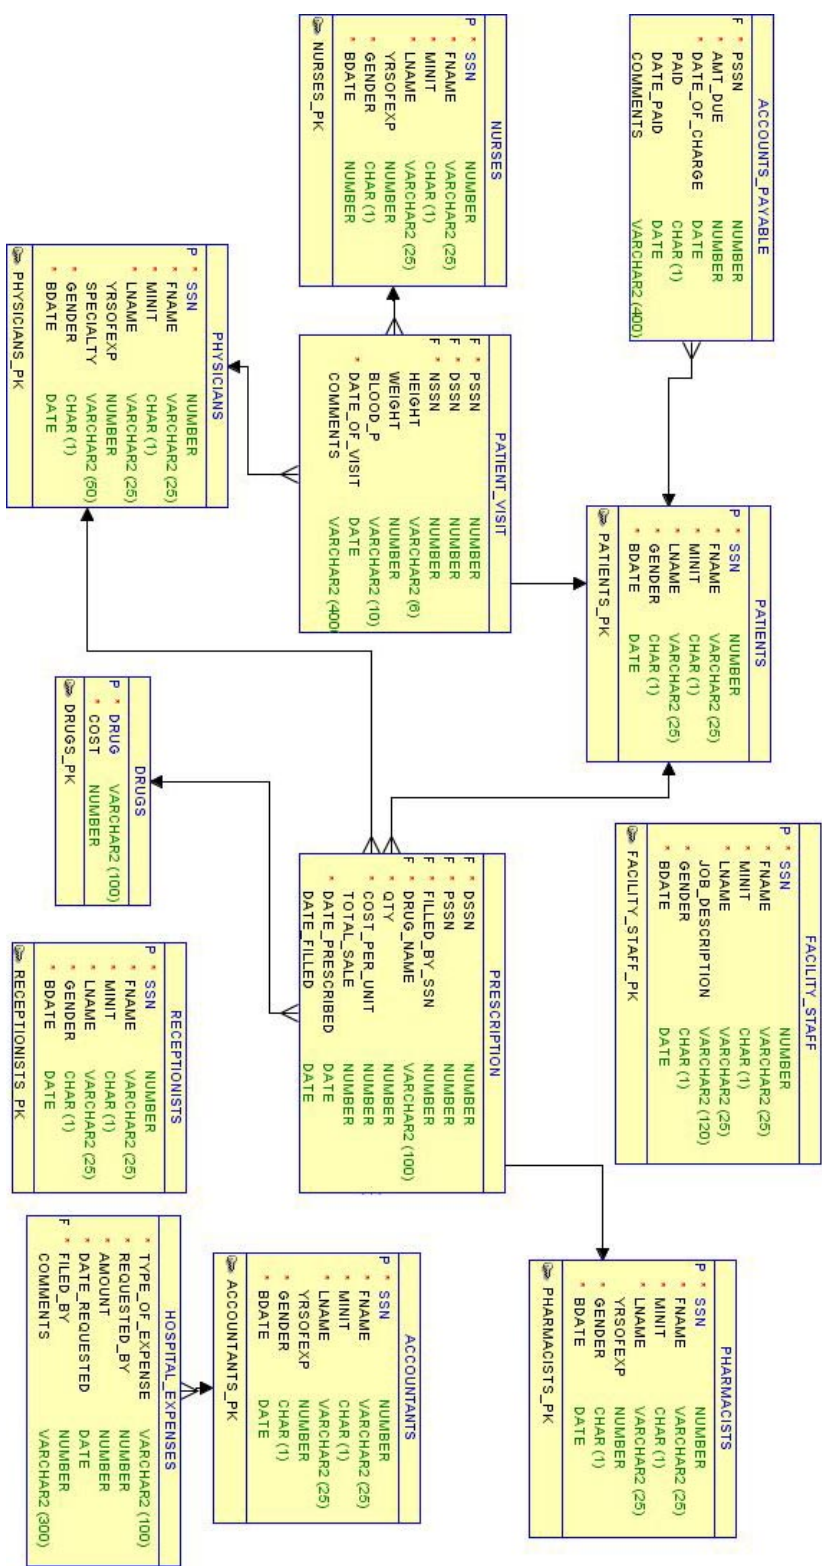 ACCOUNTS_PAYABLE
F * PSSN NUMBER
* AMT_DUE NUMBER
* DATE_OF_CHARGE DATE
PAID CHAR (1)
DATE_PAID DATE
COMMENTS VARCHAR2 (400)
PATIENTS
P * SSN NUMBER
* FNAME VARCHAR2 (25)
* MINIT CHAR (1)
* LNAME VARCHAR2 (25)
* GENDER CHAR (1)
* BDATE DATE
PATIENTS_PK
FACILITY_STAFF
P * SSN NUMBER
* FNAME VARCHAR2 (25)
* MINIT CHAR (1)
* LNAME VARCHAR2 (25)
JOB_DESCRIPTION VARCHAR2 (120)
* GENDER CHAR (1)
* BDATE DATE
FACILITY_STAFF_PK
PHARMACISTS
P * SSN NUMBER
* FNAME VARCHAR2 (25)
* MINIT CHAR (1)
* LNAME VARCHAR2 (25)
YRSOFEXP NUMBER
* GENDER CHAR (1)
* BDATE DATE
PHARMACISTS_PK
NURSES
P * SSN NUMBER
* FNAME VARCHAR2 (25)
* MINIT CHAR (1)
* LNAME VARCHAR2 (25)
YRSOFEXP NUMBER
* GENDER CHAR (1)
* BDATE NUMBER
NURSES_PK
PATIENT_VISIT
F * PSSN NUMBER
F * DSSN NUMBER
F * NSSN NUMBER
HEIGHT VARCHAR2 (6)
WEIGHT NUMBER
BLOOD_P VARCHAR2 (10)
* DATE_OF_VISIT DATE
COMMENTS VARCHAR2 (400)
PRESCRIPTION
F * DSSN NUMBER
F * PSSN NUMBER
F FILLED_BY_SSN NUMBER
F * DRUG_NAME VARCHAR2 (100)
* QTY NUMBER
* COST_PER_UNIT NUMBER
TOTAL_SALE NUMBER
* DATE_PRESCRIBED DATE
DATE_FILLED DATE
ACCOUNTANTS
P * SSN NUMBER
* FNAME VARCHAR2 (25)
* MINIT CHAR (1)
* LNAME VARCHAR2 (25)
YRSOFEXP NUMBER
* GENDER CHAR (1)
* BDATE DATE
ACCOUNTANTS_PK
PHYSICIANS
P * SSN NUMBER
* FNAME VARCHAR2 (25)
* MINIT CHAR (1)
* LNAME VARCHAR2 (25)
YRSOFEXP NUMBER
SPECIALTY VARCHAR2 (50)
* GENDER CHAR (1)
* BDATE DATE
PHYSICIANS_PK
DRUGS
P * DRUG VARCHAR2 (100)
* COST NUMBER
DRUGS_PK
RECEPTIONISTS
P * SSN NUMBER
* FNAME VARCHAR2 (25)
* MINIT CHAR (1)
* LNAME VARCHAR2 (25)
* GENDER CHAR (1)
* BDATE DATE
RECEPTIONISTS_PK
HOSPITAL_EXPENSES
* TYPE_OF_EXPENSE VARCHAR2 (100)
* REQUESTED_BY NUMBER
* AMOUNT NUMBER
* DATE_REQUESTED DATE
F * FILED_BY NUMBER
COMMENTS VARCHAR2 (300)